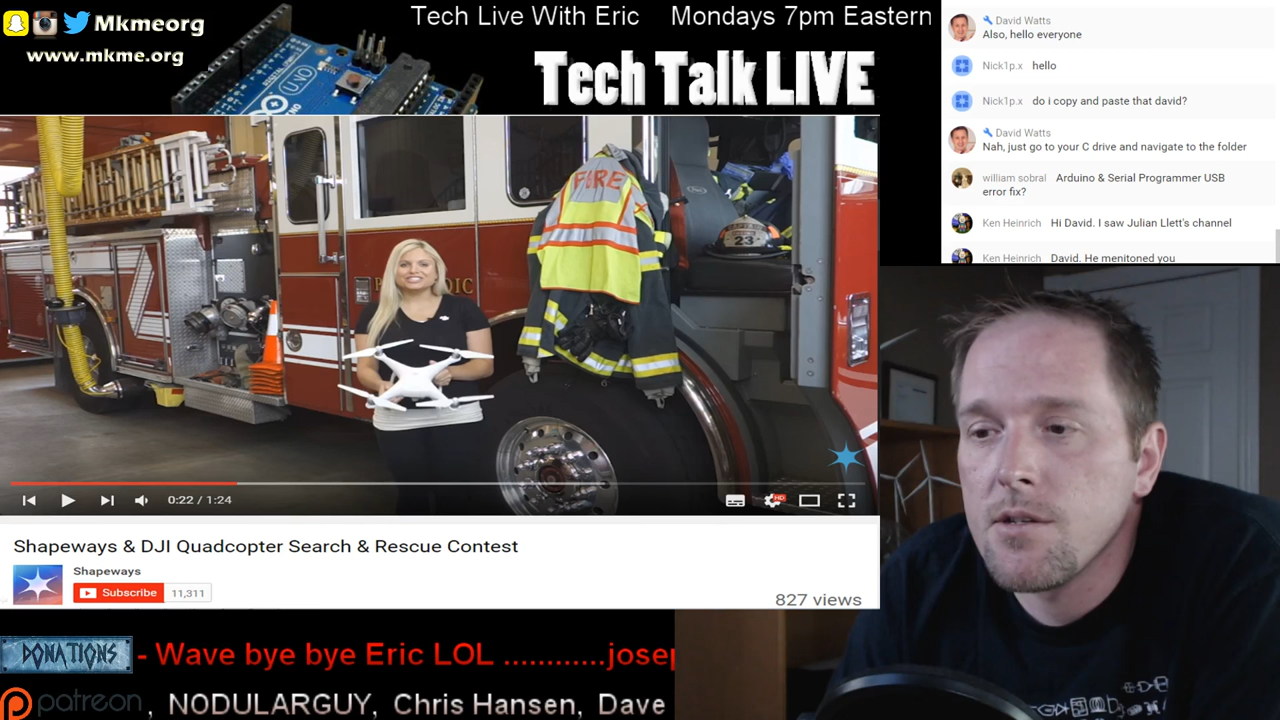 Mkmeorg
www.mkme.org
Tech Live With Eric Mondays 7pm Eastern
Tech Talk LIVE
UNO
FIRE
23
0:22 / 1:24
HD
Shapeways & DJI Quadcopter Search & Rescue Contest
Shapeways
Subscribe 11,311
827 views
DONATIONS - Wave bye bye Eric LOL ............josep
patreon , NODULARGUY, Chris Hansen, Dave
David Watts
Also, hello everyone
Nick1p.x hello
Nick1p.x do i copy and paste that david?
David Watts
Nah, just go to your C drive and navigate to the folder
william sobral Arduino & Serial Programmer USB
error fix?
Ken Heinrich Hi David. I saw Julian Llett's channel
Ken Heinrich David. He menitoned you